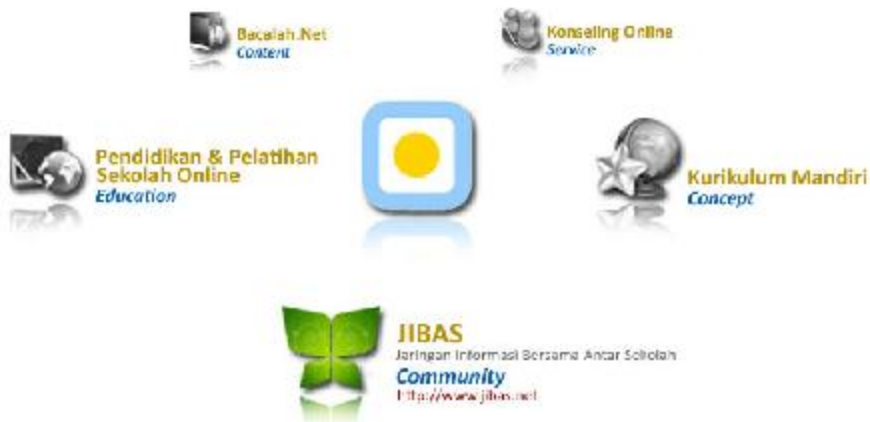 Bacalah.Net
Content
Konseling Online
Service
Pendidikan & Pelatihan
Sekolah Online
Education
Kurikulum Mandiri
Concept
JIBAS
Jaringan Informasi Bersama Antar Sekolah
Community
http://www.jibas.net